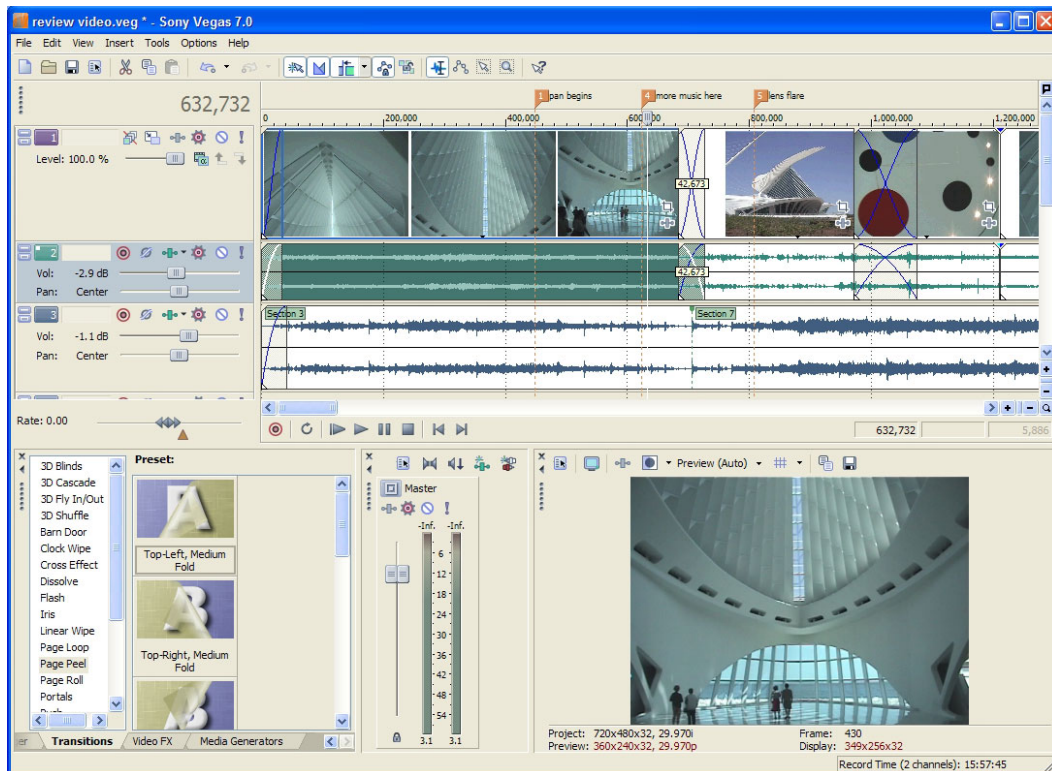 review video.veg * - Sony Vegas 7.0
File Edit View Insert Tools Options Help
632,732
1 pan begins
4 more music here
5 lens flare
0 200,000 400,000 600,000 800,000 1,000,000 1,200,000
1
Level: 100.0 %
42,673
2
Vol: -2.9 dB
Pan: Center
42,673
3
Vol: -1.1 dB
Pan: Center
Section 3
Section 7
Rate: 0.00
632,732
5,886
3D Blinds
3D Cascade
3D Fly In/Out
3D Shuffle
Barn Door
Clock Wipe
Cross Effect
Dissolve
Flash
Iris
Linear Wipe
Page Loop
Page Peel
Page Roll
Portals
Push
Preset:
Top-Left, Medium
Fold
Top-Right, Medium
Fold
er Transitions Video FX Media Generators
Master
-Inf. -Inf.
6
12
18
24
30
36
42
48
54
3.1 3.1
Preview (Auto)
Project: 720x480x32, 29.970i
Frame: 430
Preview: 360x240x32, 29.970p
Display: 349x256x32
Record Time (2 channels): 15:57:45